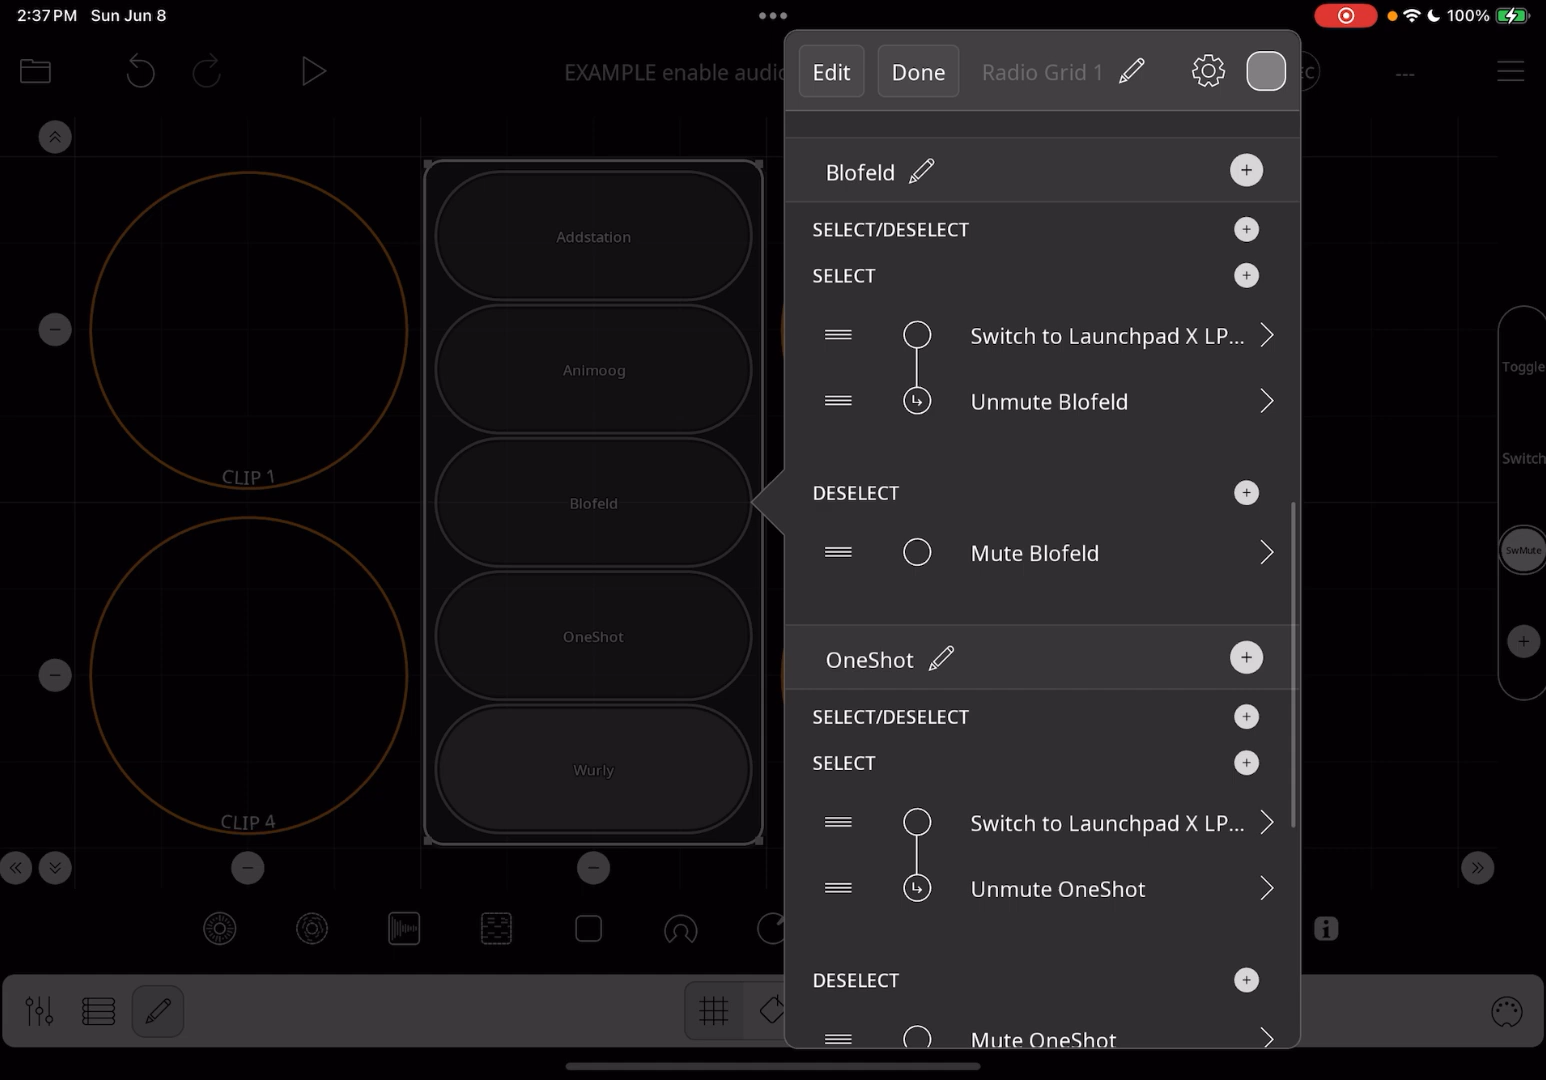 2:37 PM Sun Jun 8
100%
EXAMPLE enable audio
---
Edit
Done
Radio Grid 1
Blofeld
SELECT/DESELECT
SELECT
Switch to Launchpad X LP...
Unmute Blofeld
DESELECT
Mute Blofeld
OneShot
SELECT/DESELECT
SELECT
Switch to Launchpad X LP...
Unmute OneShot
DESELECT
Mute OneShot
Addstation
Animoog
Blofeld
OneShot
Wurly
CLIP 1
CLIP 4
Toggle
Switch
SwMute